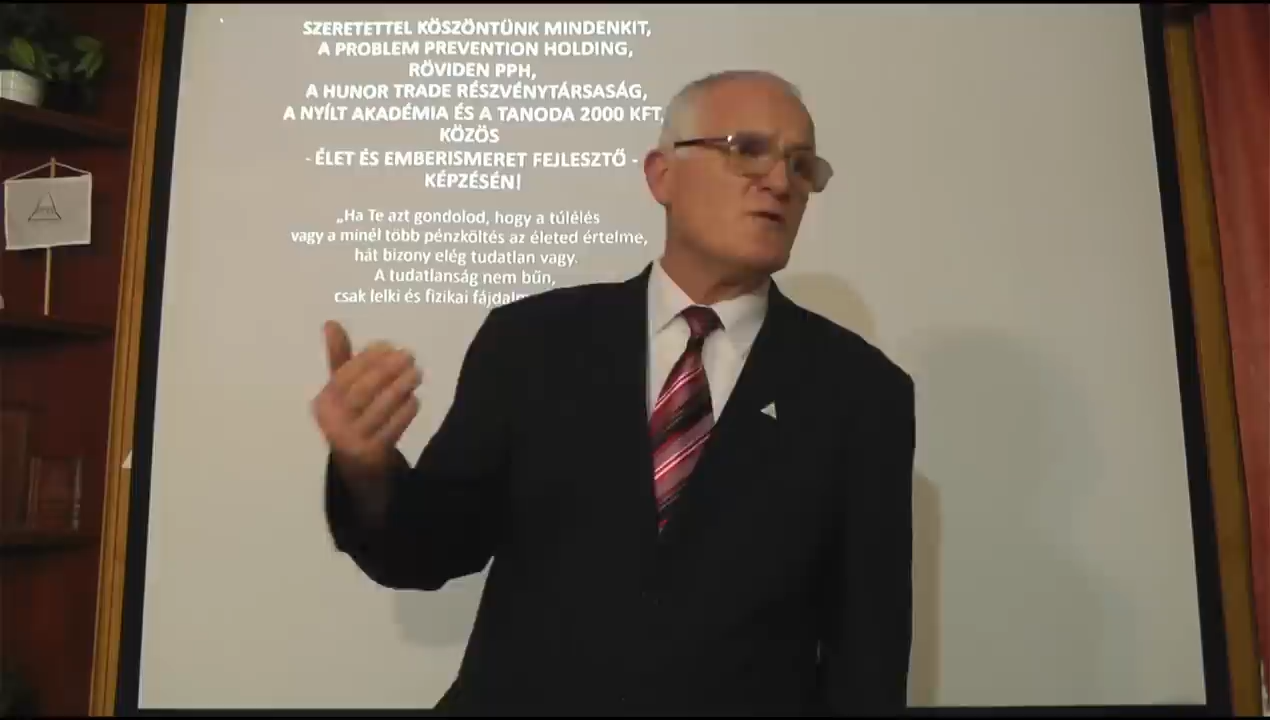 SZERETETTEL KÖSZÖNTÜNK MINDENKIT,
A PROBLEM PREVENTION HOLDING,
RÖVIDEN PPH,
A HUNOR TRADE RÉSZVÉNYTÁRSASÁG,
A NYÍLT AKADÉMIA ÉS A TANODA 2000 KFT,
KÖZÖS
- ÉLET ÉS EMBERISMERET FEJLESZTŐ -
KÉPZÉSÉN|
„Ha Te azt gondolod, hogy a túlélés
vagy a minél több pénzköltés az életed értelme,
hát bizony elég tudatlan vagy.
A tudatlanság nem bűn,
csak lelki és fizikai